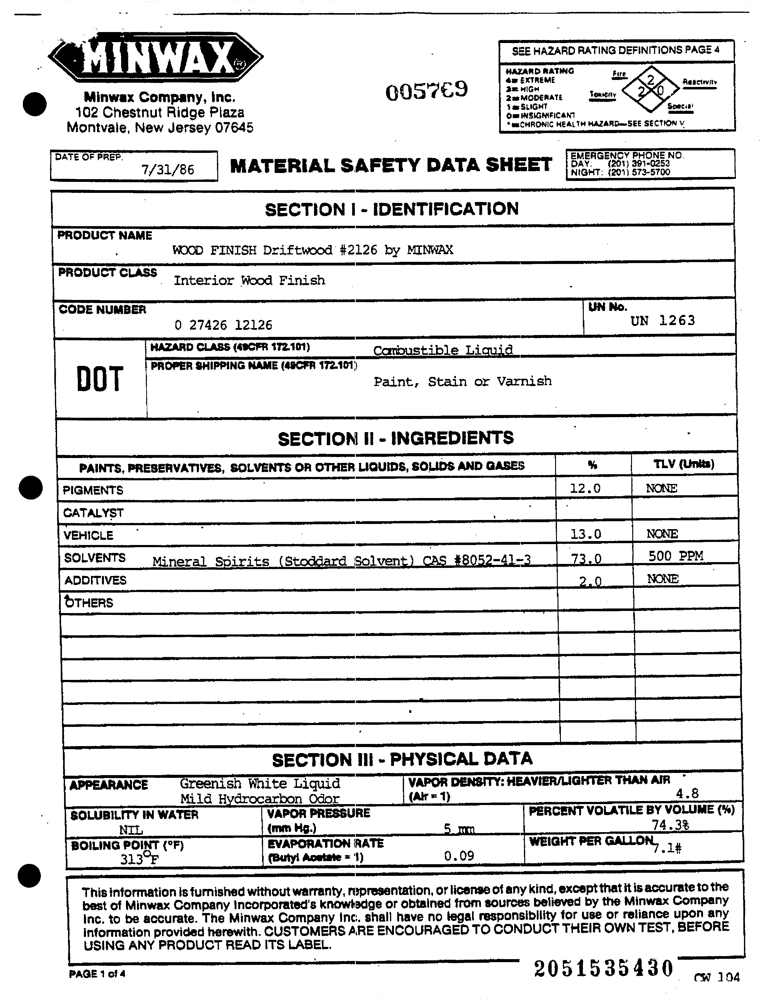 MINWAX®
Minwax Company, Inc.
102 Chestnut Ridge Plaza
Montvale, New Jersey 07645
005769
SEE HAZARD RATING DEFINITIONS PAGE 4
HAZARD RATING
4 = EXTREME
3 = HIGH
2 = MODERATE
1 = SLIGHT
0 = INSIGNIFICANT
* = CHRONIC HEALTH HAZARD—SEE SECTION V
Fire
Toxicity
Reactivity
Special
2
2 0
DATE OF PREP.
7/31/86
MATERIAL SAFETY DATA SHEET
EMERGENCY PHONE NO.
DAY: (201) 391-0253
NIGHT: (201) 573-5700
SECTION I - IDENTIFICATION
PRODUCT NAME
WOOD FINISH Driftwood #2126 by MINWAX
PRODUCT CLASS
Interior Wood Finish
CODE NUMBER
0 27426 12126
UN No.
UN 1263
DOT
HAZARD CLASS (49CFR 172.101)
Combustible Liquid
PROPER SHIPPING NAME (49CFR 172.101)
Paint, Stain or Varnish
SECTION II - INGREDIENTS
PAINTS, PRESERVATIVES, SOLVENTS OR OTHER LIQUIDS, SOLIDS AND GASES % TLV (Units)
PIGMENTS 12.0 NONE
CATALYST
VEHICLE 13.0 NONE
SOLVENTS Mineral Spirits (Stoddard Solvent) CAS #8052-41-3 73.0 500 PPM
ADDITIVES 2.0 NONE
OTHERS
SECTION III - PHYSICAL DATA
APPEARANCE Greenish White Liquid
Mild Hydrocarbon Odor
VAPOR DENSITY: HEAVIER/LIGHTER THAN AIR
(Air = 1) 4.8
SOLUBILITY IN WATER
NIL
VAPOR PRESSURE
(mm Hg.) 5 mm
PERCENT VOLATILE BY VOLUME (%)
74.3%
BOILING POINT (°F)
313°F
EVAPORATION RATE
(Butyl Acetate = 1) 0.09
WEIGHT PER GALLON
7.1#
This information is furnished without warranty, representation, or license of any kind, except that it is accurate to the
best of Minwax Company Incorporated's knowledge or obtained from sources believed by the Minwax Company
Inc. to be accurate. The Minwax Company Inc. shall have no legal responsibility for use or reliance upon any
information provided herewith. CUSTOMERS ARE ENCOURAGED TO CONDUCT THEIR OWN TEST, BEFORE
USING ANY PRODUCT READ ITS LABEL.
PAGE 1 of 4
2051535430
CW 104